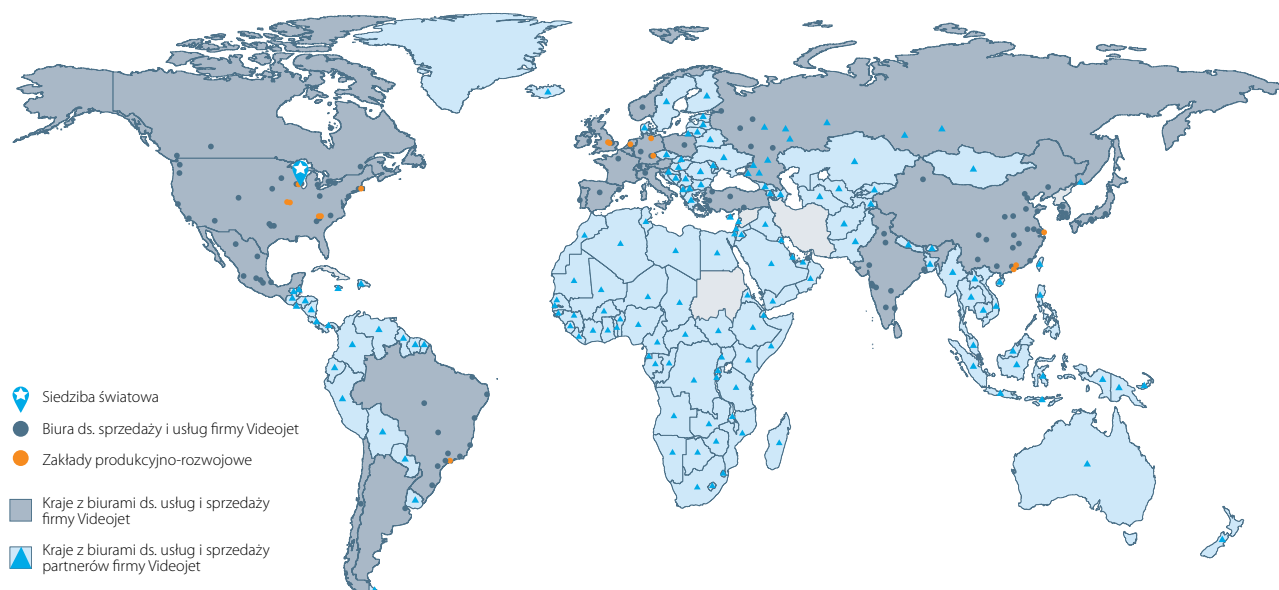 Siedziba światowa
Biura ds. sprzedaży i usług firmy Videojet
Zakłady produkcyjno-rozwojowe
Kraje z biurami ds. usług i sprzedaży
firmy Videojet
Kraje z biurami ds. usług i sprzedaży
partnerów firmy Videojet